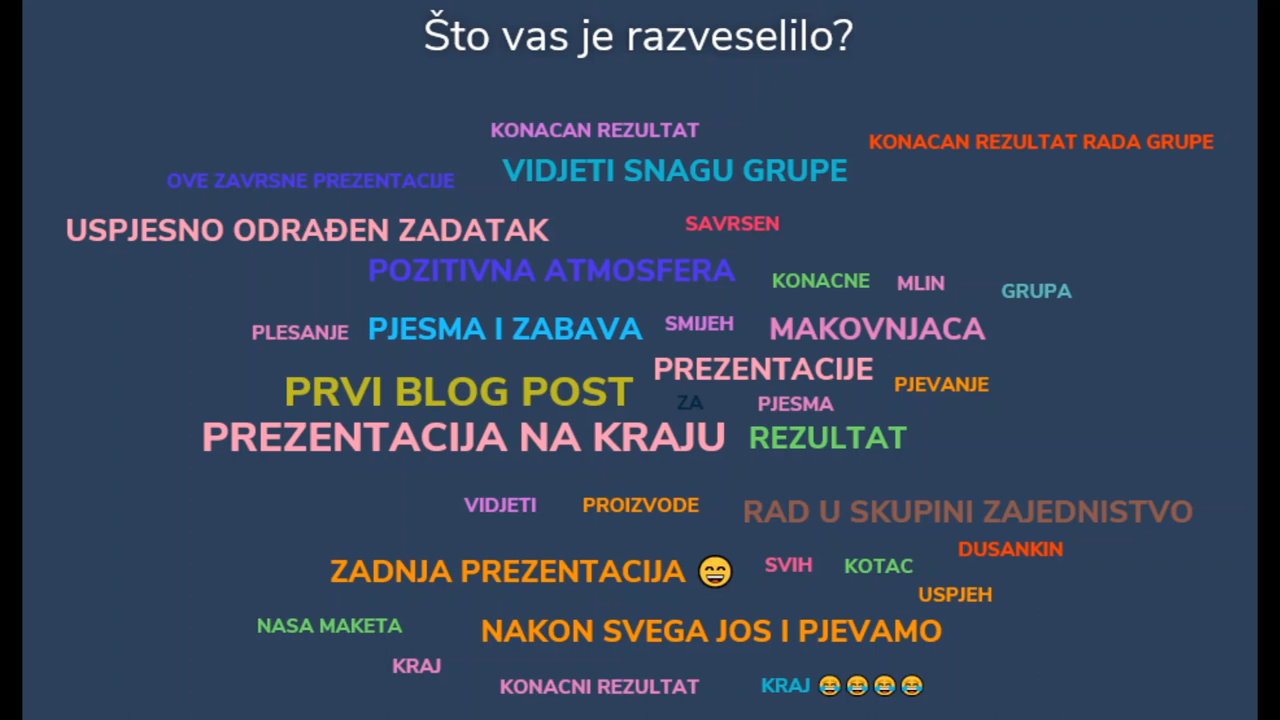 Što vas je razveselilo?
KONACAN REZULTAT
KONACAN REZULTAT RADA GRUPE
VIDJETI SNAGU GRUPE
OVE ZAVRSNE PREZENTACIJE
USPJESNO ODRAĐEN ZADATAK
SAVRSEN
POZITIVNA ATMOSFERA
KONACNE
MLIN
GRUPA
PLESANJE
PJESMA I ZABAVA
SMIJEH
MAKOVNJACA
PREZENTACIJE
PRVI BLOG POST
PJEVANJE
ZA
PJESMA
PREZENTACIJA NA KRAJU
REZULTAT
VIDJETI
PROIZVODE
RAD U SKUPINI ZAJEDNISTVO
DUSANKIN
ZADNJA PREZENTACIJA 😄
SVIH
KOTAC
USPJEH
NASA MAKETA
NAKON SVEGA JOS I PJEVAMO
KRAJ
KONACNI REZULTAT
KRAJ 😂😂😂😂